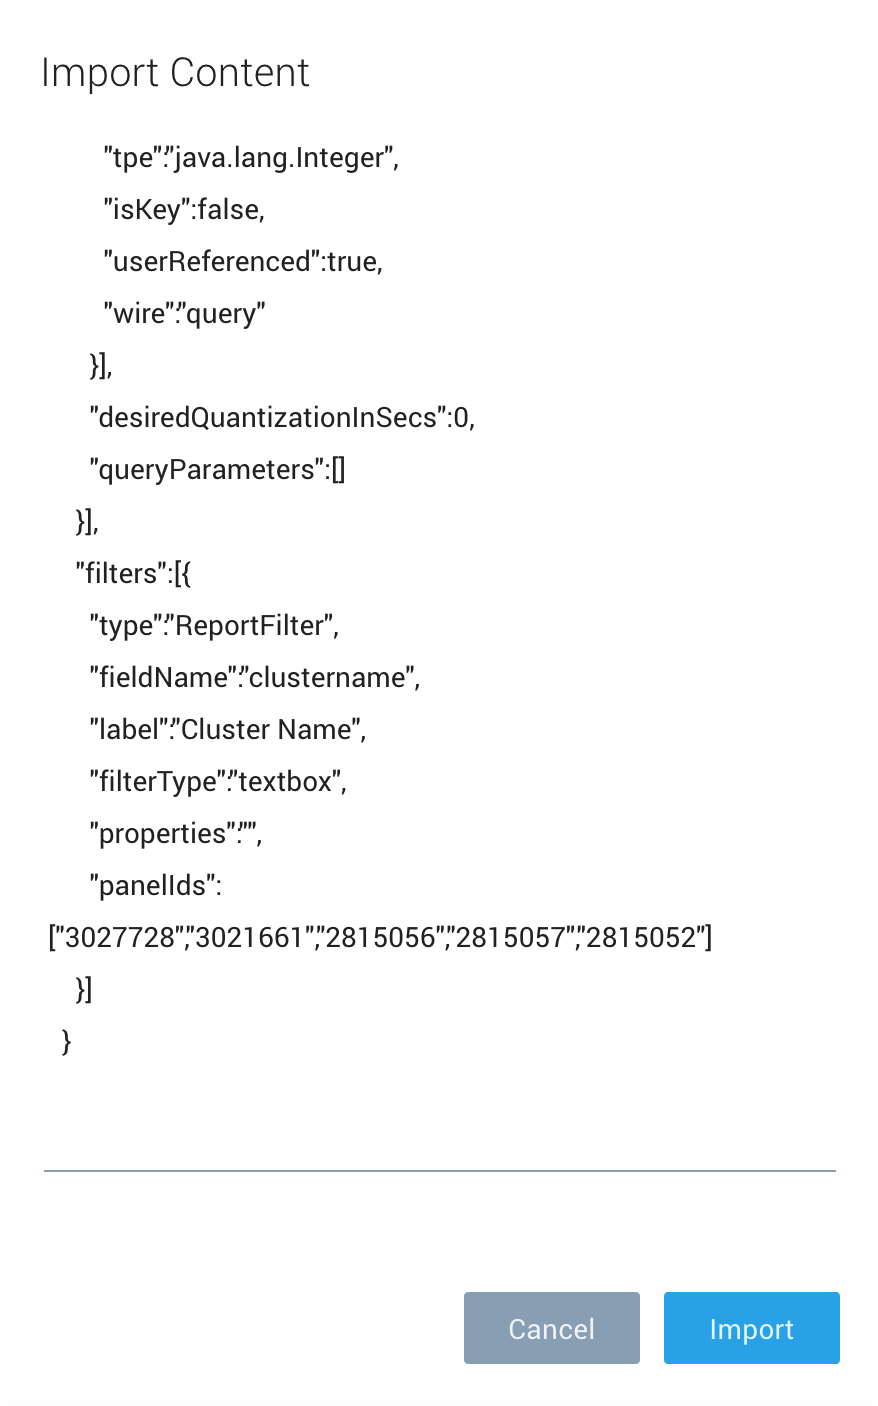 Import Content
"tpe":"java.lang.Integer",
"isKey":false,
"userReferenced":true,
"wire":"query"
}],
"desiredQuantizationInSecs":0,
"queryParameters":[]
}],
"filters":[{
"type":"ReportFilter",
"fieldName":"clustername",
"label":"Cluster Name",
"filterType":"textbox",
"properties":"",
"panelIds":
["3027728","3021661","2815056","2815057","2815052"]
}]
}
Cancel
Import